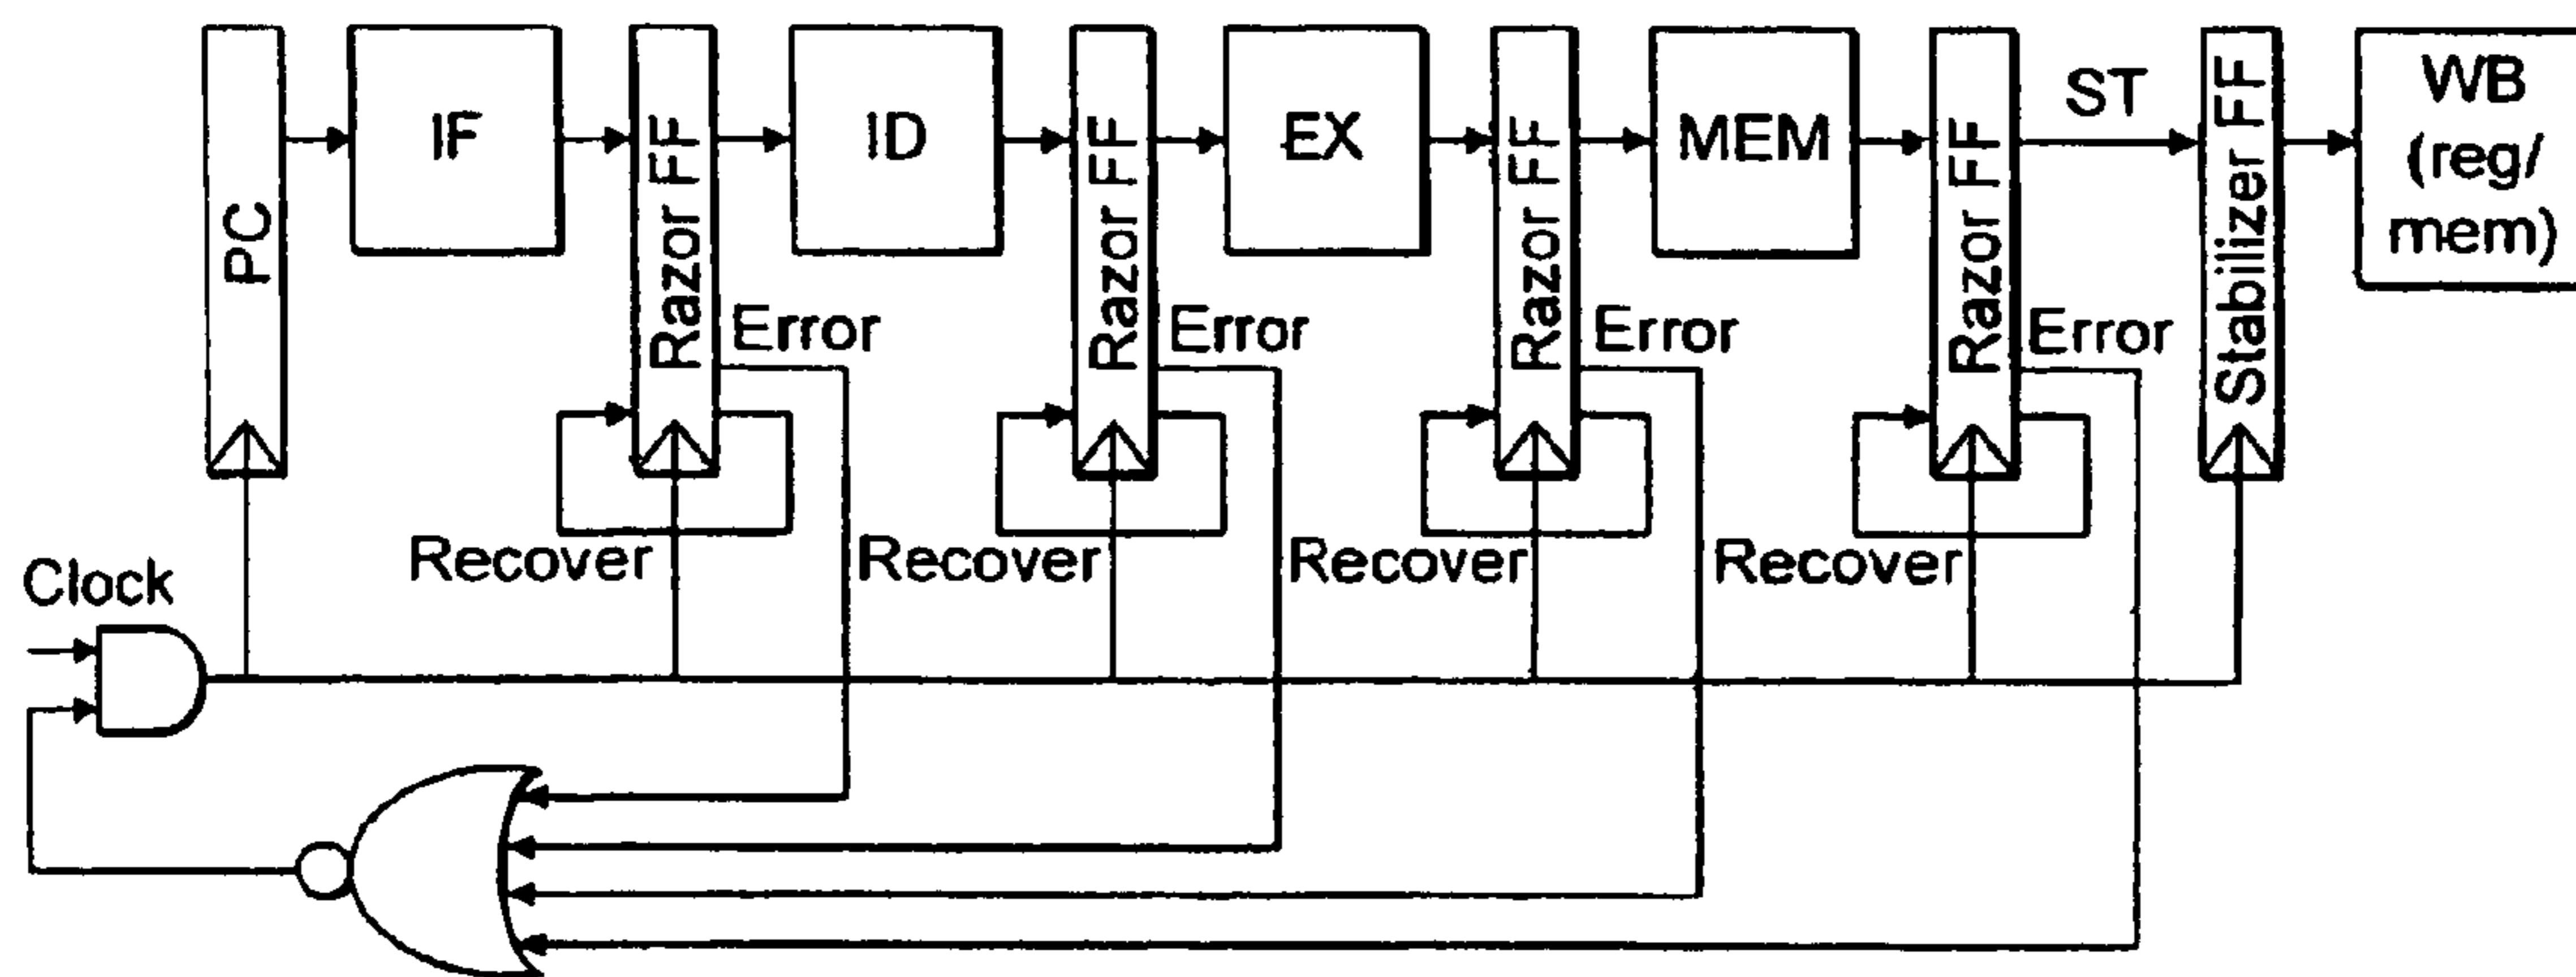 PC
IF
Razor FF
ID
Razor FF
EX
Razor FF
MEM
Razor FF
ST
Stabilizer FF
WB
(reg/
mem)
Error
Error
Error
Error
Recover
Recover
Recover
Recover
Clock